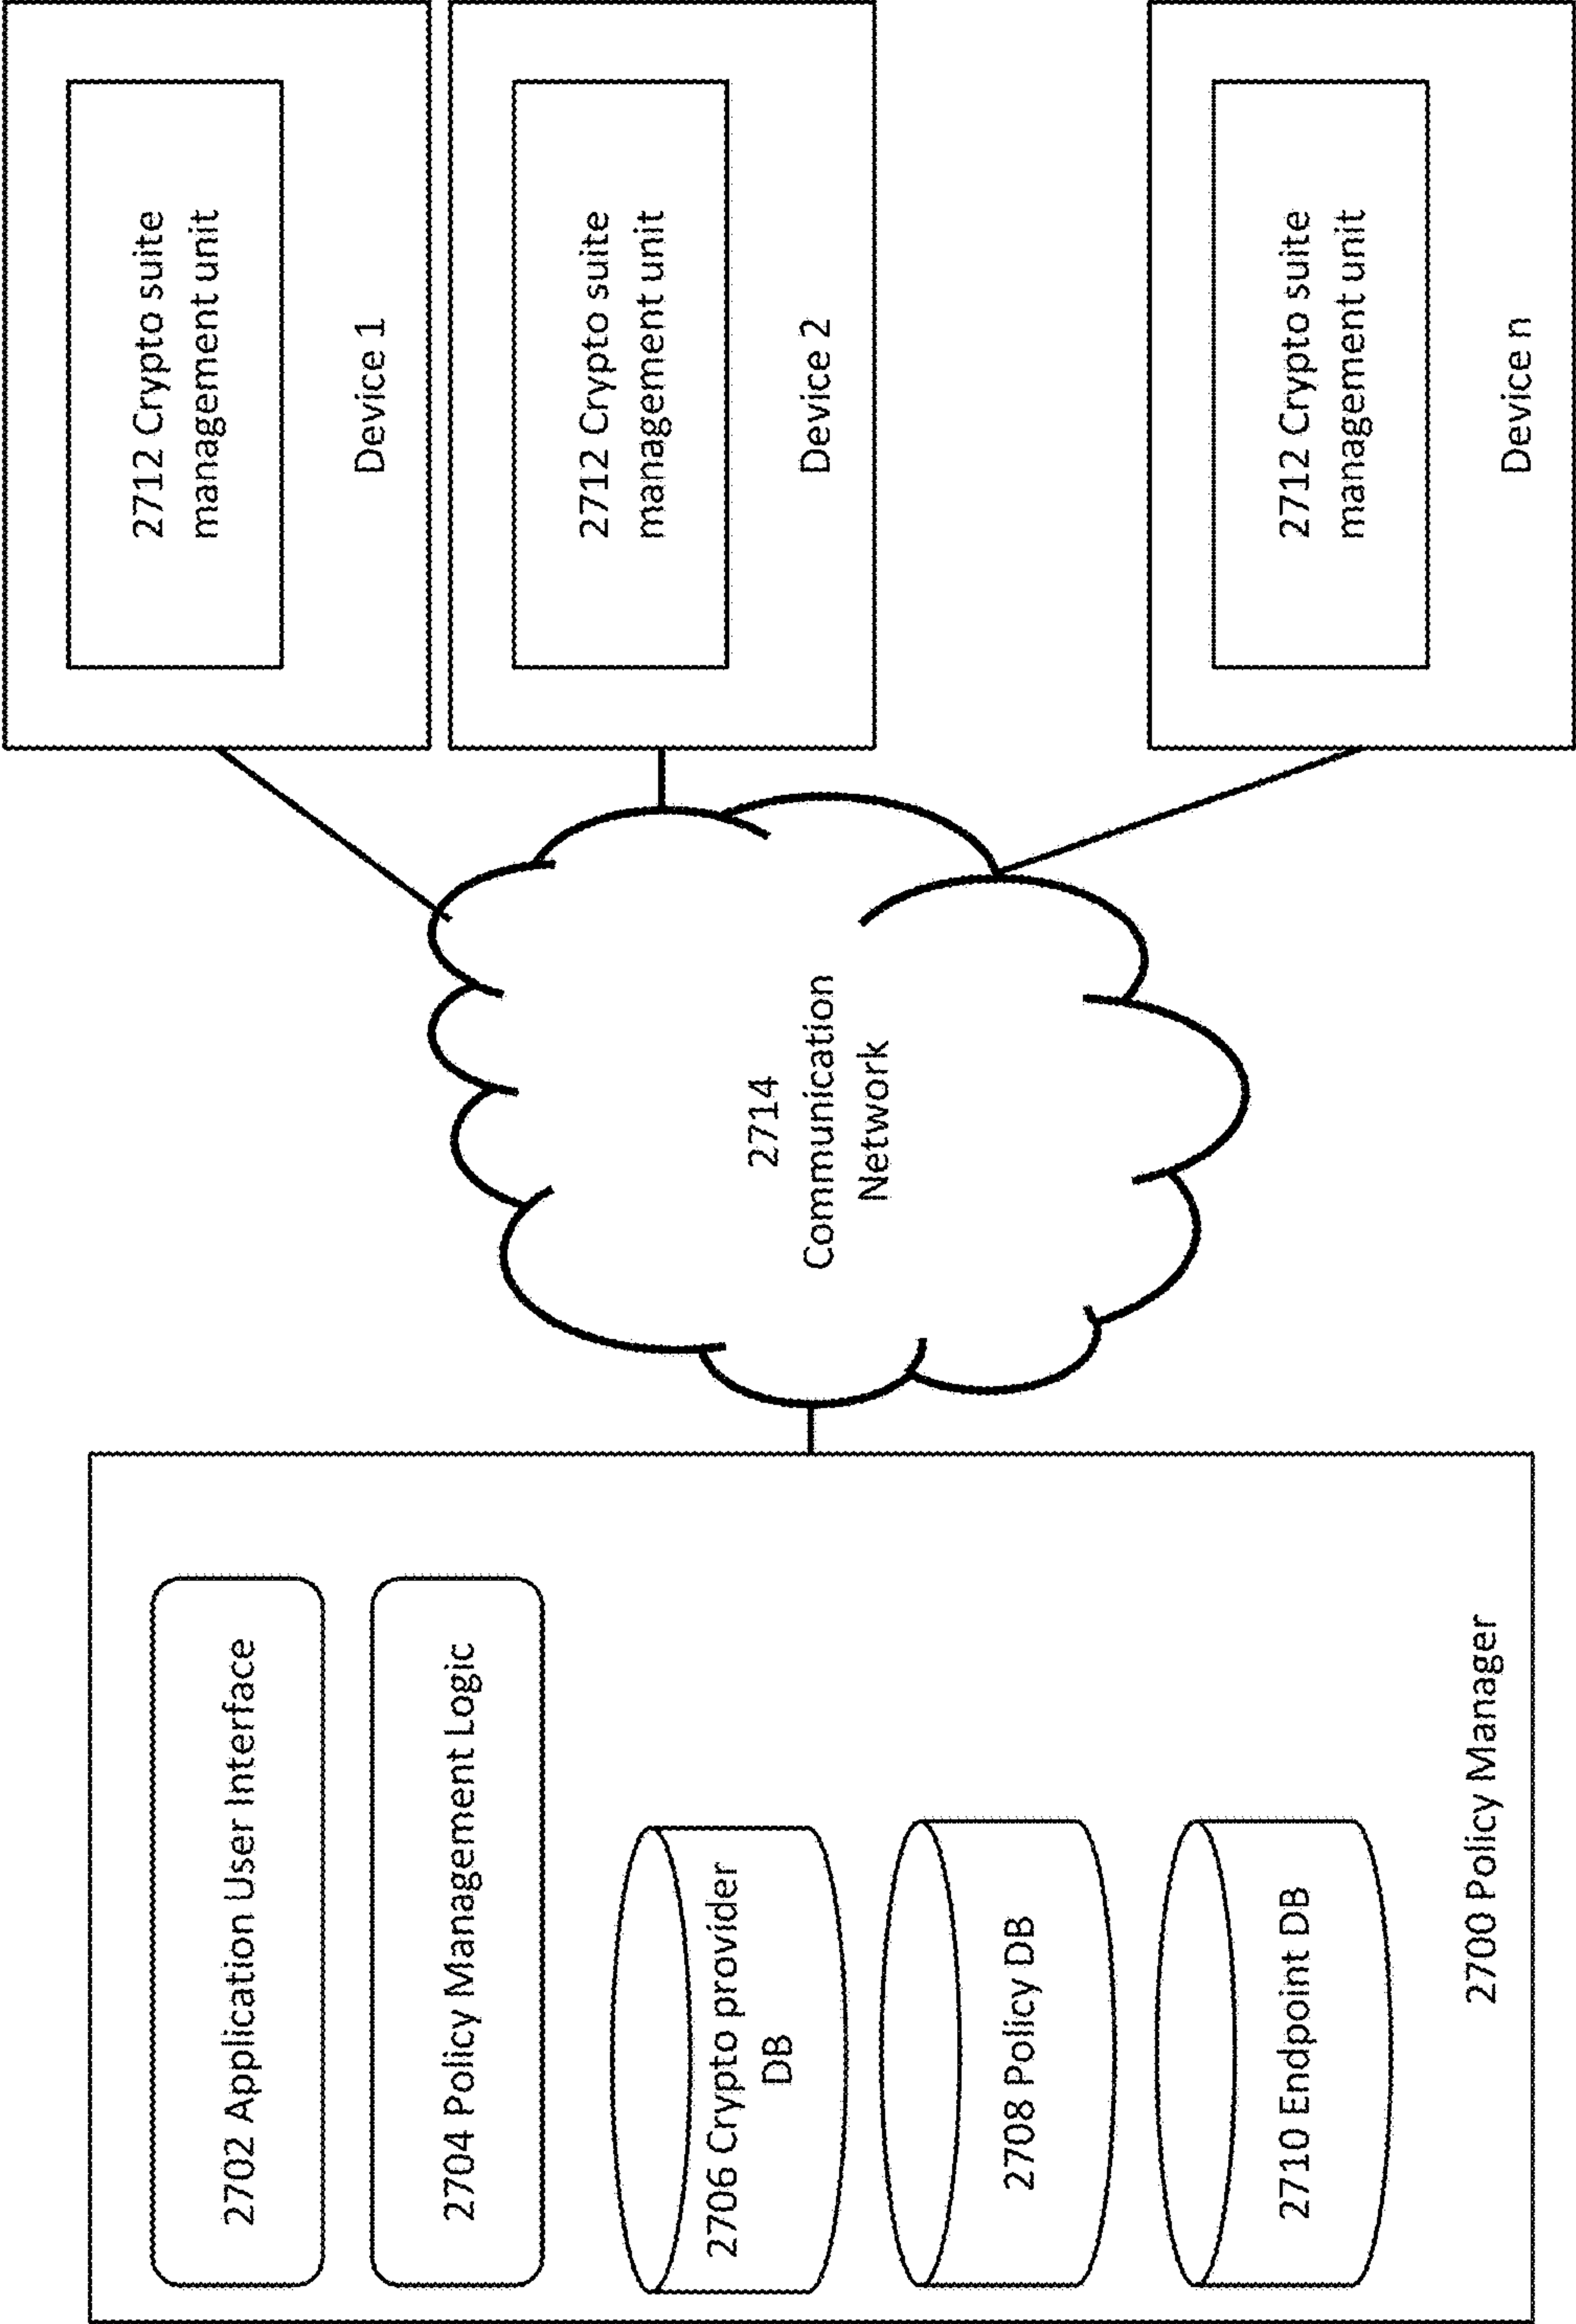 2702 Application User Interface
2704 Policy Management Logic
2706 Crypto provider
DB
2708 Policy DB
2710 Endpoint DB
2700 Policy Manager
2714
Communication
Network
2712 Crypto suite
management unit
Device 1
2712 Crypto suite
management unit
Device 2
2712 Crypto suite
management unit
Device n